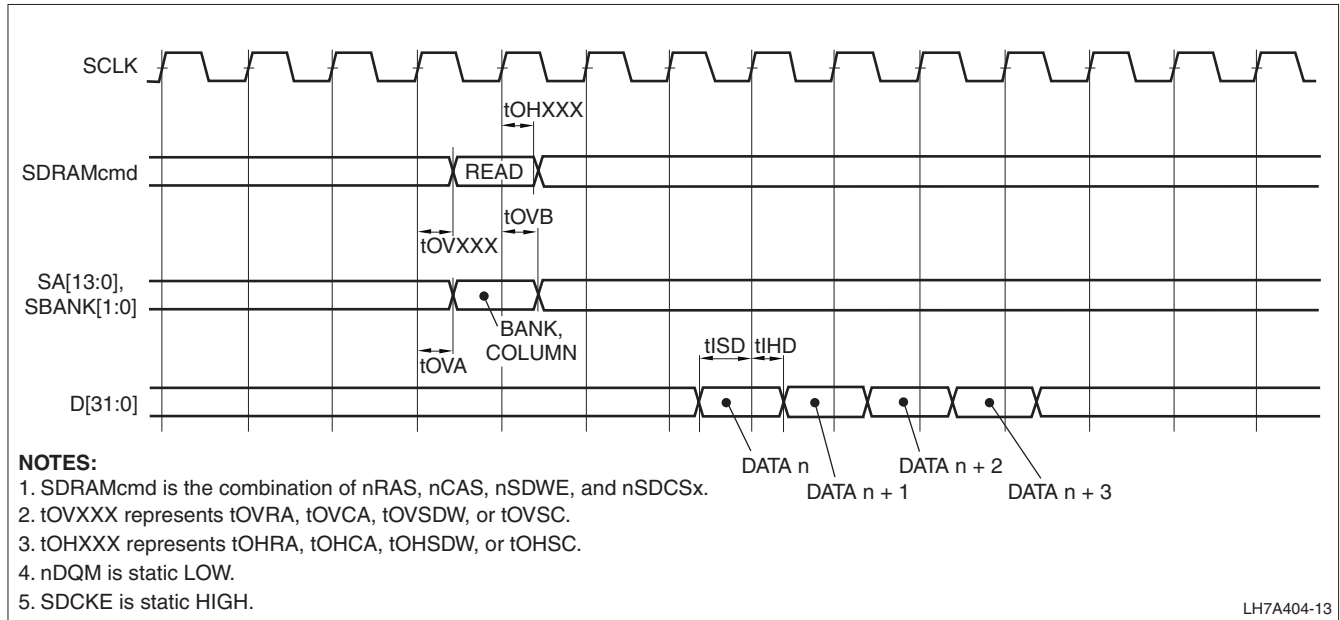 SCLK
tOHXXX
SDRAMcmd
READ
tOVB
tOVXXX
SA[13:0],
SBANK[1:0]
BANK,
COLUMN
tISD
tIHD
tOVA
D[31:0]
DATA n
DATA n + 2
DATA n + 1
DATA n + 3
NOTES:
1. SDRAMcmd is the combination of nRAS, nCAS, nSDWE, and nSDCSx.
2. tOVXXX represents tOVRA, tOVCA, tOVSDW, or tOVSC.
3. tOHXXX represents tOHRA, tOHCA, tOHSDW, or tOHSC.
4. nDQM is static LOW.
5. SDCKE is static HIGH.
LH7A404-13